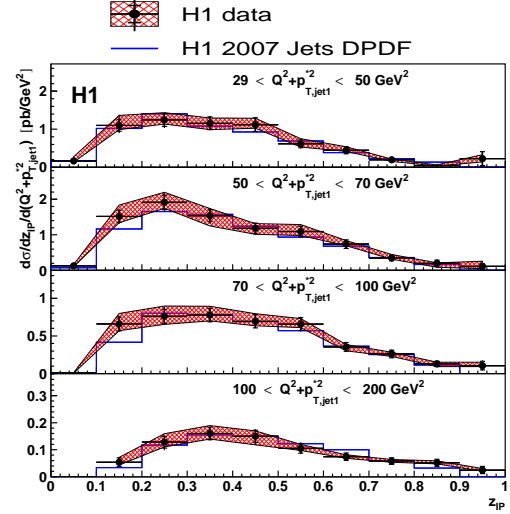 H1 data
H1 2007 Jets DPDF
H1
29 < Q²+p*²T,jet1 < 50 GeV²
50 < Q²+p*²T,jet1 < 70 GeV²
70 < Q²+p*²T,jet1 < 100 GeV²
100 < Q²+p*²T,jet1 < 200 GeV²
dσ/dzIP/d(Q²+p*²T,jet1) [pb/GeV²]
2
1
0
2
1
0
1
0.5
0
0.3
0.2
0.1
0
0 0.1 0.2 0.3 0.4 0.5 0.6 0.7 0.8 0.9 1
zIP